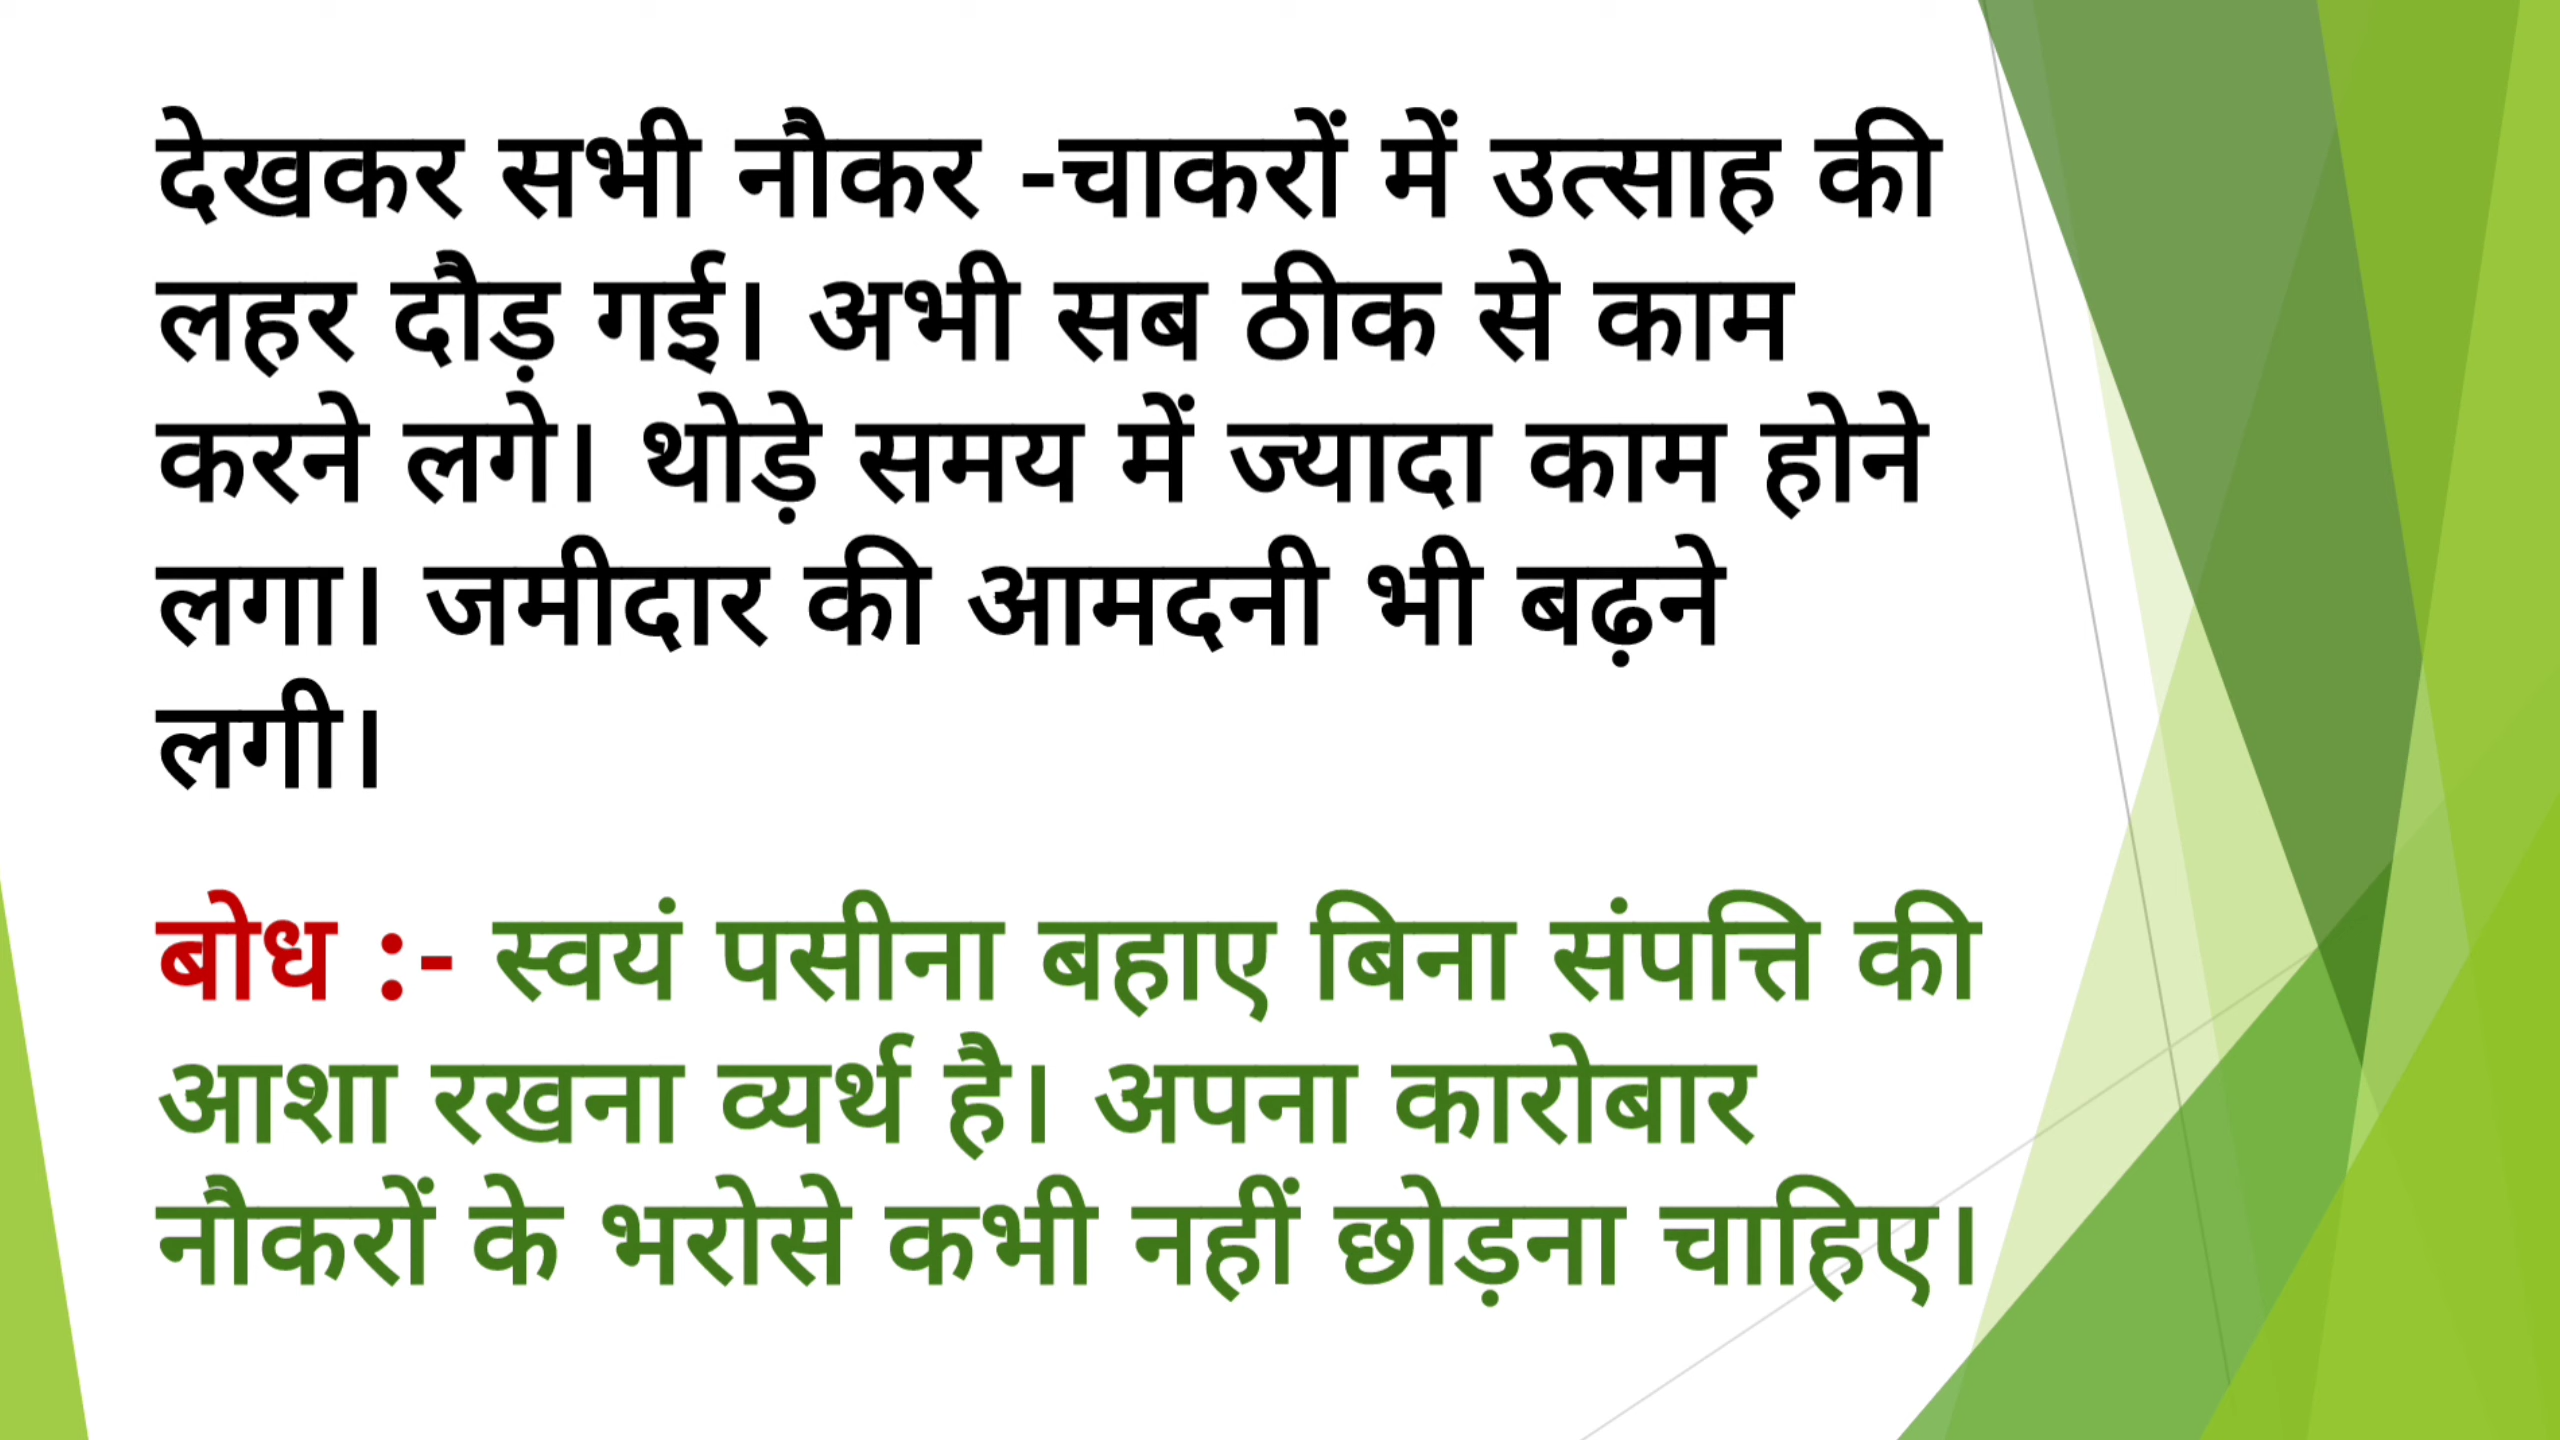 देखकर सभी नौकर -चाकरों में उत्साह की
लहर दौड़ गई। अभी सब ठीक से काम
करने लगे। थोड़े समय में ज्यादा काम होने
लगा। जमीदार की आमदनी भी बढ़ने
लगी।
बोध :- स्वयं पसीना बहाए बिना संपत्ति की
आशा रखना व्यर्थ है। अपना कारोबार
नौकरों के भरोसे कभी नहीं छोड़ना चाहिए।